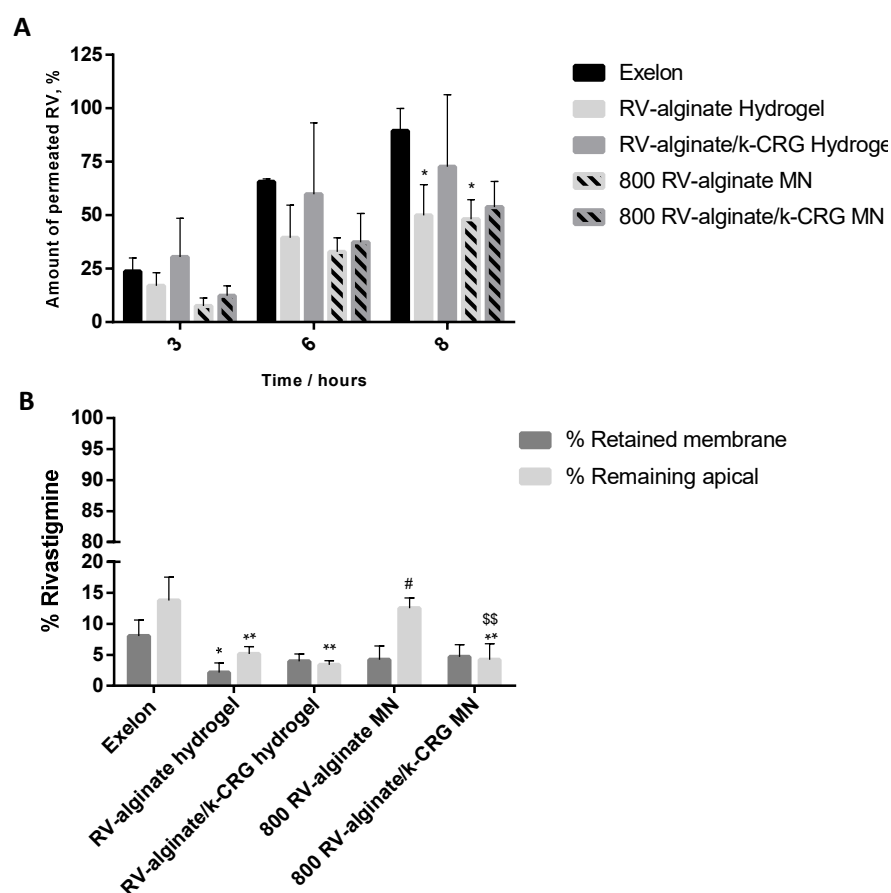 A
125
100
75
50
25
0
Amount of permeated RV, %
3
6
8
Time / hours
*
*
Exelon
RV-alginate Hydrogel
RV-alginate/k-CRG Hydroge
800 RV-alginate MN
800 RV-alginate/k-CRG MN
B
100
95
90
85
80
20
15
10
5
0
% Rivastigmine
*
**
**
#
$$
**
% Retained membrane
% Remaining apical
Exelon
RV-alginate hydrogel
RV-alginate/k-CRG hydrogel
800 RV-alginate MN
800 RV-alginate/k-CRG MN